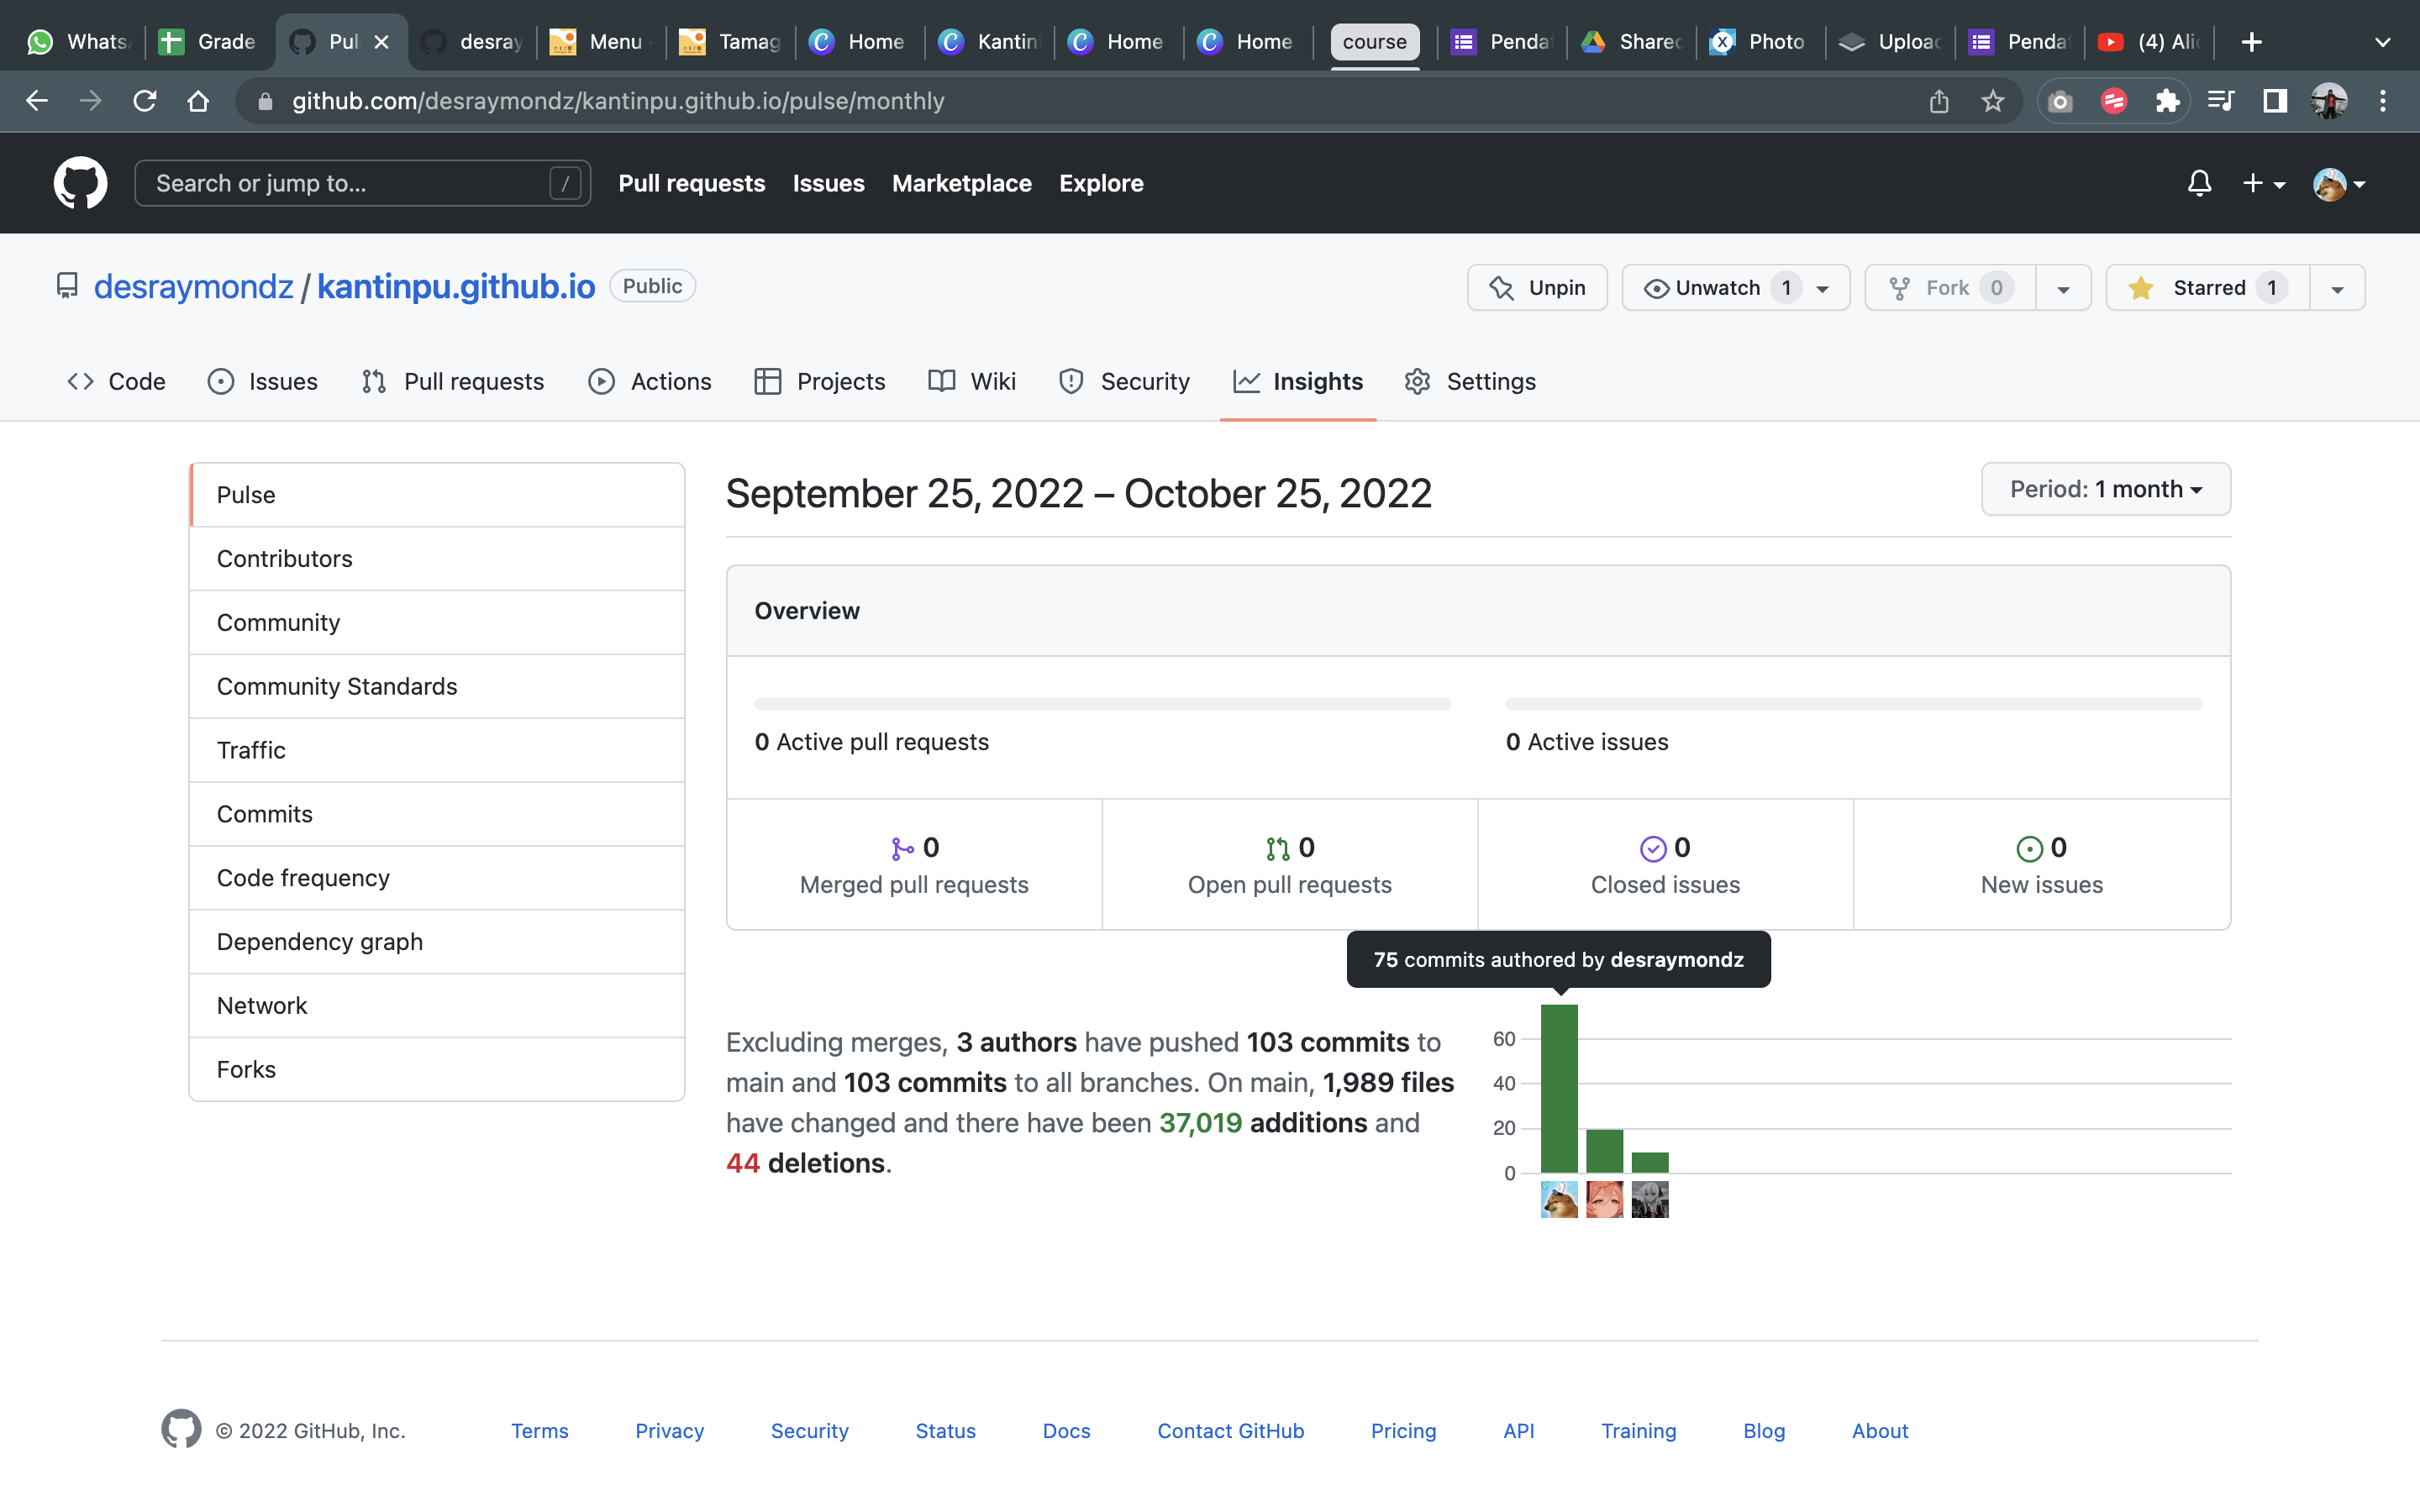 Whats
Grade
Pul
desray
Menu
Tamag
Home
Kantin
Home
Home
course
Penda
Shared
Photo
Upload
Penda
(4) Ali
github.com/desraymondz/kantinpu.github.io/pulse/monthly
Search or jump to... /
Pull requests
Issues
Marketplace
Explore
desraymondz / kantinpu.github.io Public
Unpin
Unwatch 1
Fork 0
Starred 1
Code
Issues
Pull requests
Actions
Projects
Wiki
Security
Insights
Settings
Pulse
Contributors
Community
Community Standards
Traffic
Commits
Code frequency
Dependency graph
Network
Forks
September 25, 2022 – October 25, 2022
Period: 1 month
Overview
0 Active pull requests
0 Active issues
0
Merged pull requests
0
Open pull requests
0
Closed issues
0
New issues
75 commits authored by desraymondz
Excluding merges, 3 authors have pushed 103 commits to
main and 103 commits to all branches. On main, 1,989 files
have changed and there have been 37,019 additions and
44 deletions.
60
40
20
0
© 2022 GitHub, Inc.
Terms
Privacy
Security
Status
Docs
Contact GitHub
Pricing
API
Training
Blog
About